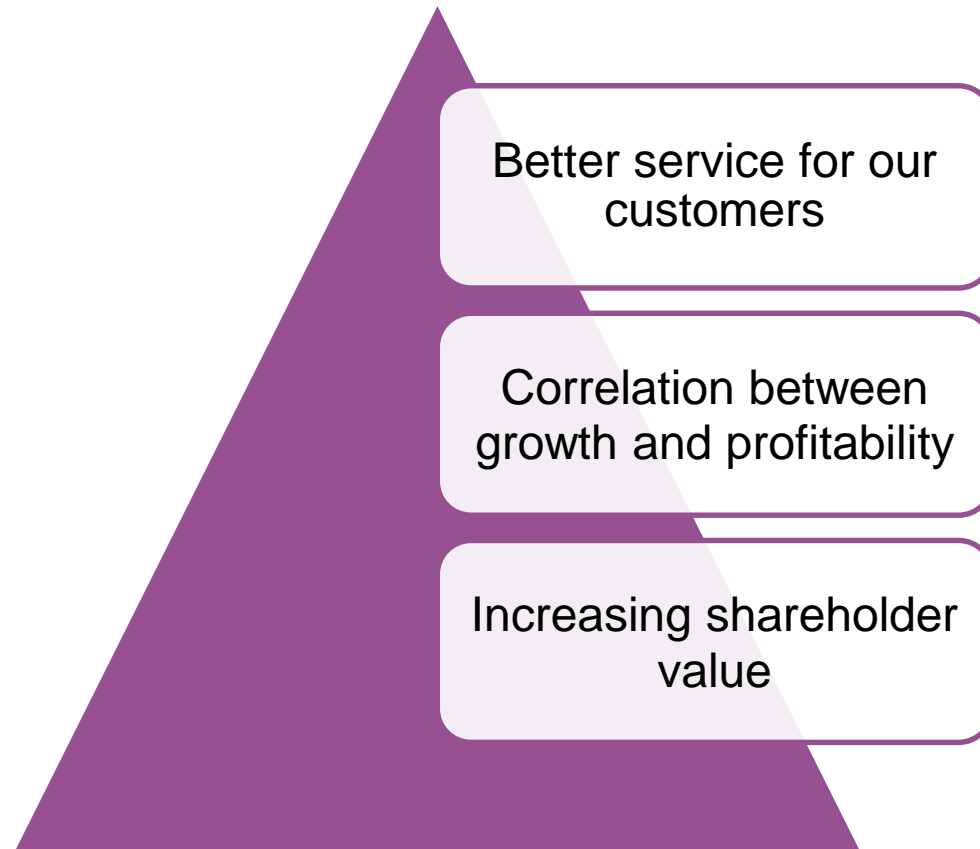 Better service for our
customers
Correlation between
growth and profitability
Increasing shareholder
value